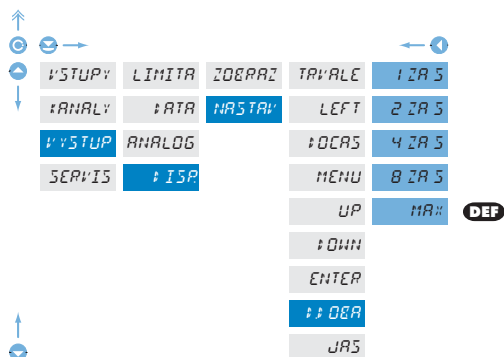 VSTUPY LIMITA ZOBRAZ TRVALE 1 ZA S
KANALY DATA NASTAV LEFT 2 ZA S
VYSTUP ANALOG DOCAS 4 ZA S
SERVIS DISP. MENU 8 ZA S
UP MAX DEF
DOWN
ENTER
DDOBA
JAS